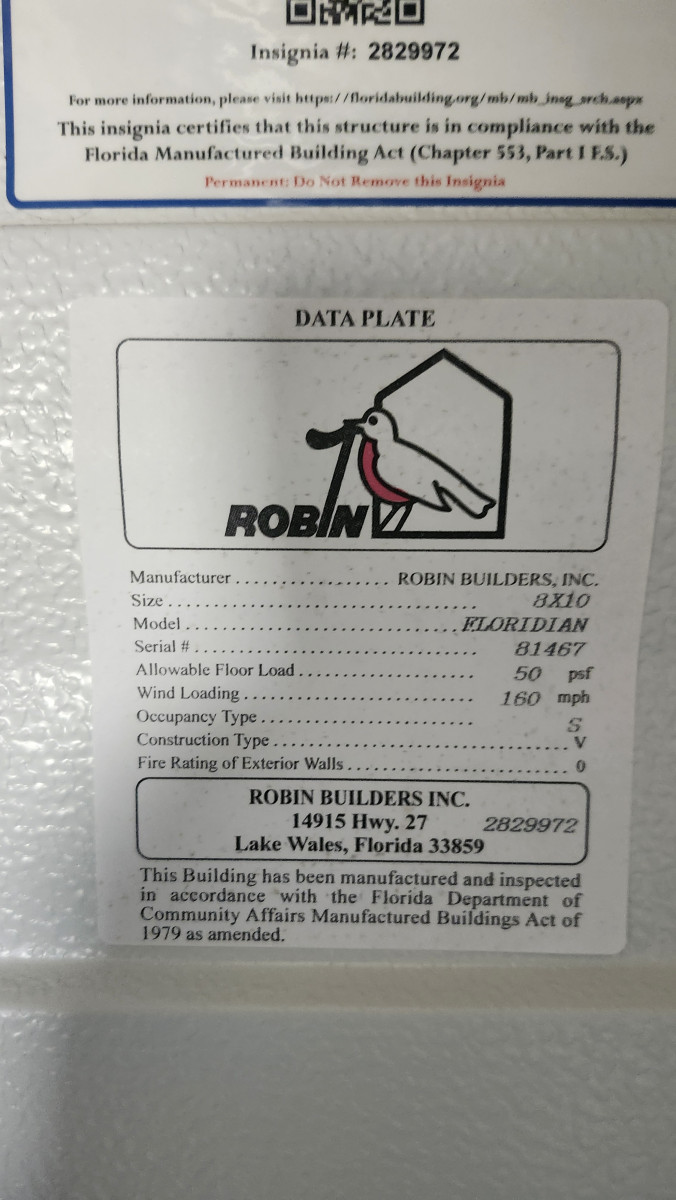 Insignia #: 2829972
For more information, please visit https://floridabuilding.org/mb/mb_insg_srch.aspx
This insignia certifies that this structure is in compliance with the
Florida Manufactured Building Act (Chapter 553, Part I F.S.)
Permanent: Do Not Remove this Insignia
DATA PLATE
ROBIN
Manufacturer ................. ROBIN BUILDERS, INC.
Size .................................. 8X10
Model ............................. FLORIDIAN
Serial # ............................... 81467
Allowable Floor Load ................... 50 psf
Wind Loading ......................... 160 mph
Occupancy Type ....................... S
Construction Type ................................ V
Fire Rating of Exterior Walls ........................ 0
ROBIN BUILDERS INC.
14915 Hwy. 27 2829972
Lake Wales, Florida 33859
This Building has been manufactured and inspected
in accordance with the Florida Department of
Community Affairs Manufactured Buildings Act of
1979 as amended.